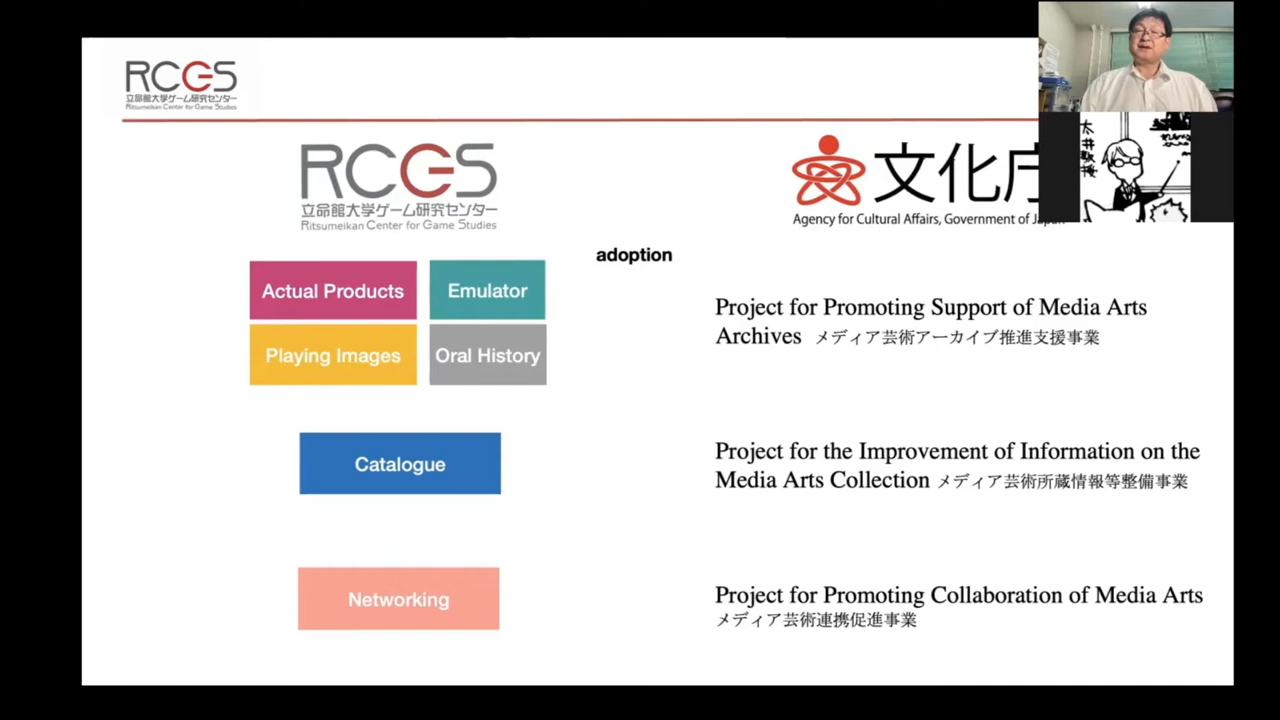 RCGS
立命館大学ゲーム研究センター
Ritsumeikan Center for Game Studies
RCGS
立命館大学ゲーム研究センター
Ritsumeikan Center for Game Studies
文化庁
Agency for Cultural Affairs, Government of Japan
adoption
Actual Products
Emulator
Playing Images
Oral History
Project for Promoting Support of Media Arts
Archives メディア芸術アーカイブ推進支援事業
Catalogue
Project for the Improvement of Information on the
Media Arts Collection メディア芸術所蔵情報等整備事業
Networking
Project for Promoting Collaboration of Media Arts
メディア芸術連携促進事業